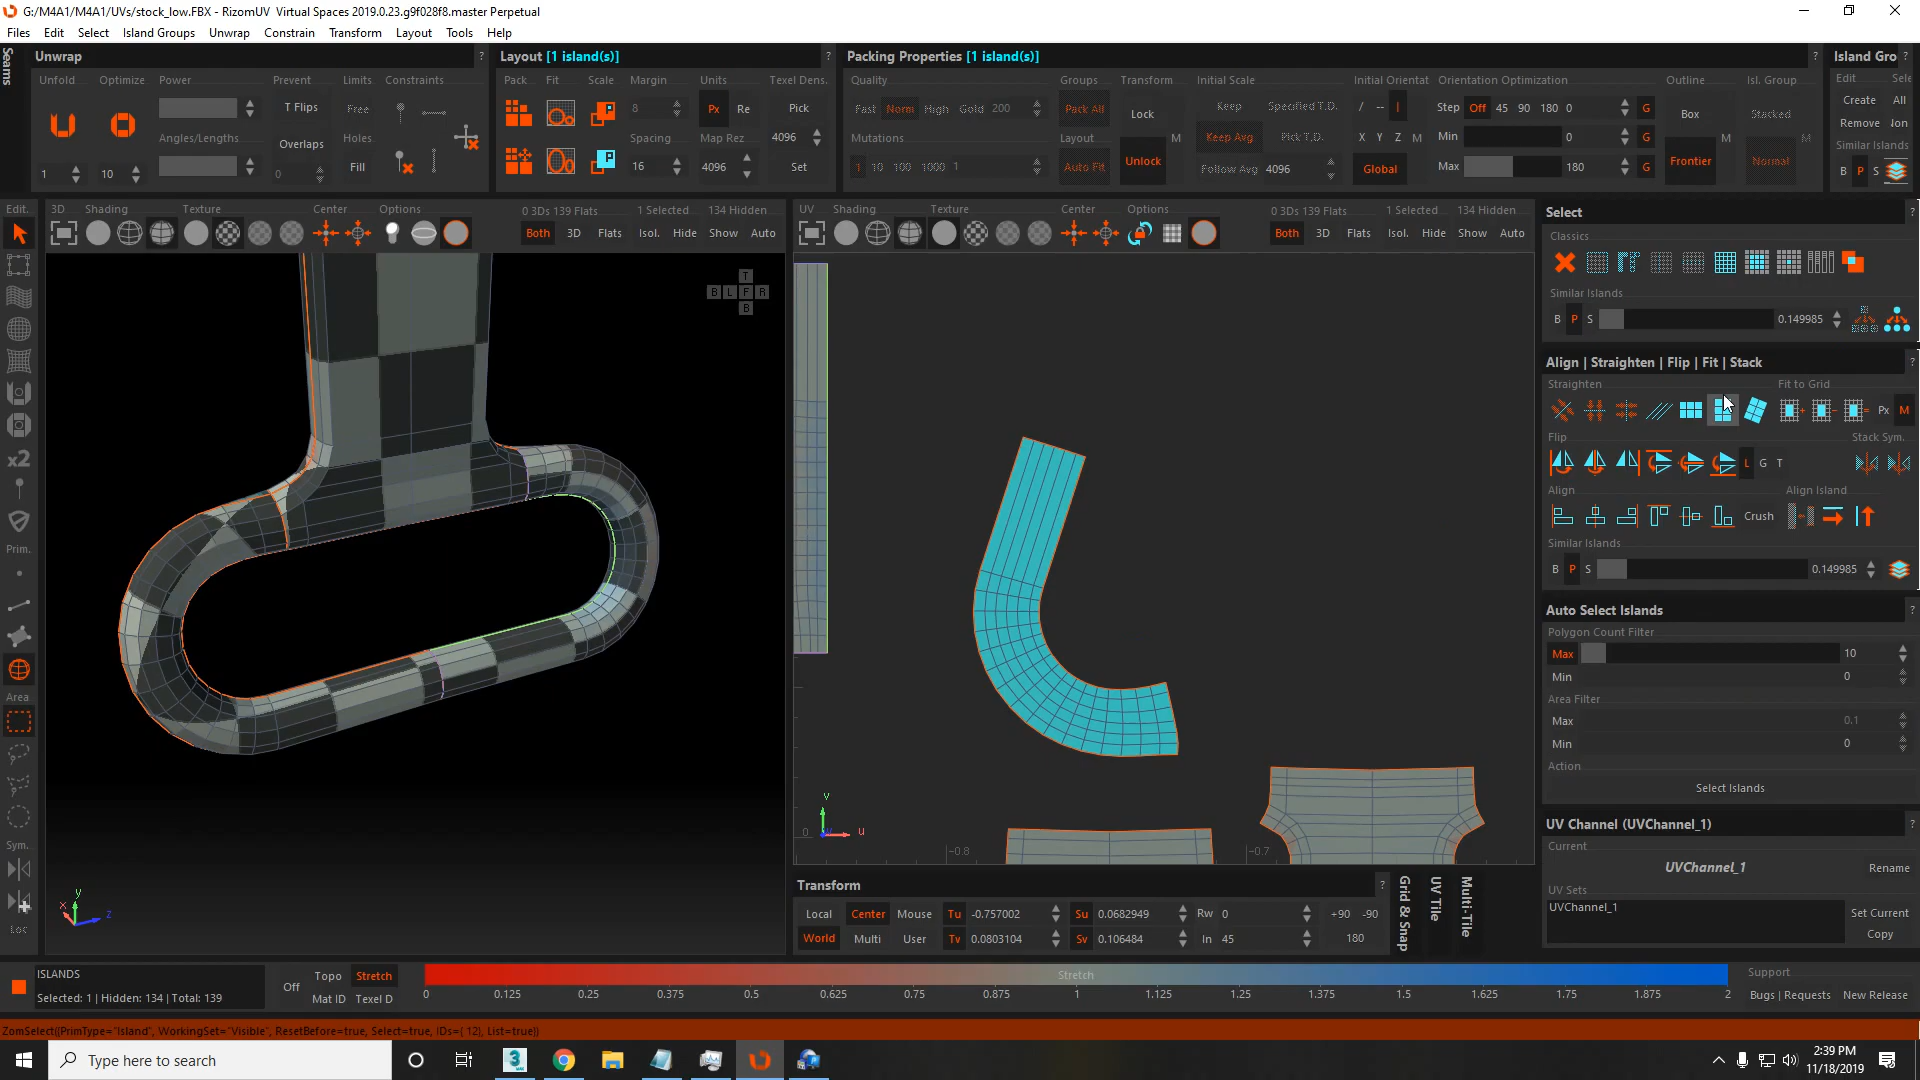 G:/M4A1/M4A1/UVs/stock_low.FBX - RizomUV  Virtual Spaces 2019.0.23.g9f028f8.master Perpetual
Files Edit Select Island Groups Unwrap Constrain Transform Layout Tools Help
Seams
Unwrap ?
Unfold Optimize Power Prevent Limits Constraints
T Flips Free
Angles/Lengths Holes
Overlaps Fill
1 10 0
Layout [1 island(s)] ?
Pack Fit Scale Margin Units Texel Dens.
8 Px Re Pick
Spacing Map Rez 4096
16 4096 Set
Packing Properties [1 island(s)] ?
Quality Groups Transform Initial Scale Initial Orientat Orientation Optimization Outline Isl. Group
Fast Norm High Gold 200 Pack All Lock Keep Specified T.D. / -- | Step Off 45 90 180 0 G Box Stacked
Mutations Layout Unlock M Keep Avg Pick T.D. X Y Z M Min 0 G M M
1 10 100 1000 1 Auto Fit Follow Avg 4096 Global Max 180 G Frontier Normal
Island Gro ?
Edit Sele
Create All
Remove Non
Similar Islands
B P S
Edit.
3D Shading Texture Center Options 0 3Ds 139 Flats 1 Selected 134 Hidden
Both 3D Flats Isol. Hide Show Auto
UV Shading Texture Center Options 0 3Ds 139 Flats 1 Selected 134 Hidden
Both 3D Flats Isol. Hide Show Auto
x2
Prim.
Area
Sym.
Loc
T
B L F R
B
y
x z
v
0 u
-0.8 -0.7
Select ?
Classics
Similar Islands
B P S 0.149985
Align | Straighten | Flip | Fit | Stack ?
Straighten Fit to Grid
Px M
Flip Stack Sym.
L G T
Align Align Island
Crush
Similar Islands
B P S 0.149985
Auto Select Islands ?
Polygon Count Filter
Max 10
Min 0
Area Filter
Max 0.1
Min 0
Action
Select Islands
UV Channel (UVChannel_1) ?
Current
UVChannel_1 Rename
UV Sets
UVChannel_1 Set Current
Copy
Transform ?
Local Center Mouse Tu -0.757002 Su 0.0682949 Rw 0 +90 -90
World Multi User Tv 0.0803104 Sv 0.106484 In 45 180
Grid & Snap
UV Tile
Multi-Tile
ISLANDS
Selected: 1 | Hidden: 134 | Total: 139
Off Topo Stretch
Mat ID Texel D
Stretch
0 0.125 0.25 0.375 0.5 0.625 0.75 0.875 1 1.125 1.25 1.375 1.5 1.625 1.75 1.875 2
Support
Bugs | Requests New Release
ZomSelect({PrimType="Island", WorkingSet="Visible", ResetBefore=true, Select=true, IDs={ 12}, List=true})
Type here to search
3
2:39 PM
11/18/2019